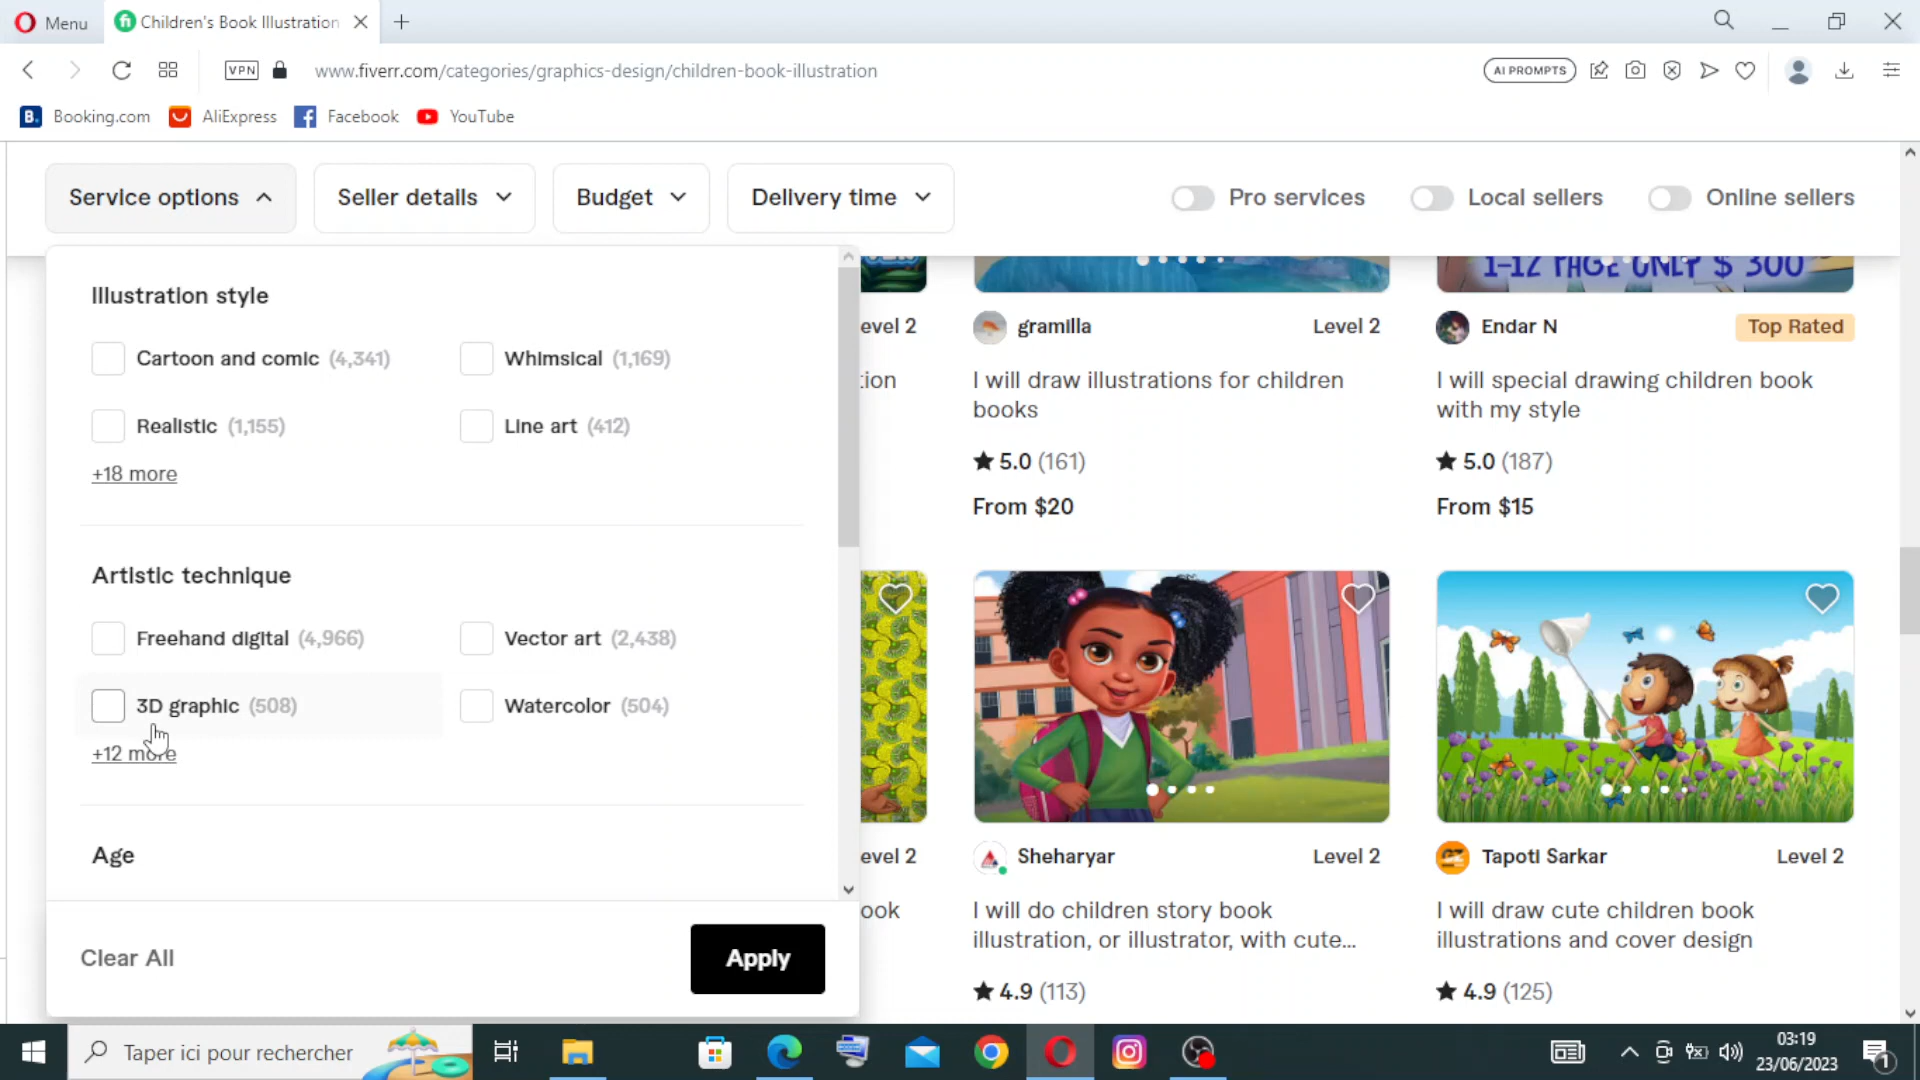 Menu
Children's Book Illustration
VPN
www.fiverr.com/categories/graphics-design/children-book-illustration
AI PROMPTS
B. Booking.com
AliExpress
Facebook
YouTube
Service options
Seller details
Budget
Delivery time
Pro services
Local sellers
Online sellers
Illustration style
Cartoon and comic (4,341)
Whimsical (1,169)
Realistic (1,155)
Line art (412)
+18 more
Artistic technique
Freehand digital (4,966)
Vector art (2,438)
3D graphic (508)
Watercolor (504)
+12 more
Age
Clear All
Apply
evel 2
tion
evel 2
ook
1-12 PAGE ONLY $ 300
gramilla
Level 2
I will draw illustrations for children
books
5.0 (161)
From $20
Endar N
Top Rated
I will special drawing children book
with my style
5.0 (187)
From $15
Sheharyar
Level 2
I will do children story book
illustration, or illustrator, with cute...
4.9 (113)
Tapoti Sarkar
Level 2
I will draw cute children book
illustrations and cover design
4.9 (125)
Taper ici pour rechercher
03:19
23/06/2023
1